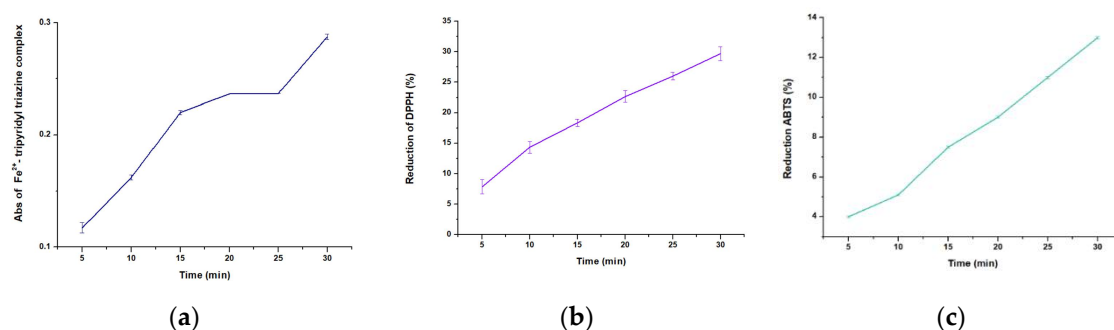 Abs of Fe²⁺- tripyridyl triazine complex
0.3
0.2
0.1
5 10 15 20 25 30
Time (min)
(a)
Reduction of DPPH (%)
35
30
25
20
15
10
5
0
5 10 15 20 25 30
Time (min)
(b)
Reduction ABTS (%)
14
12
10
8
6
4
5 10 15 20 25 30
Time (min)
(c)